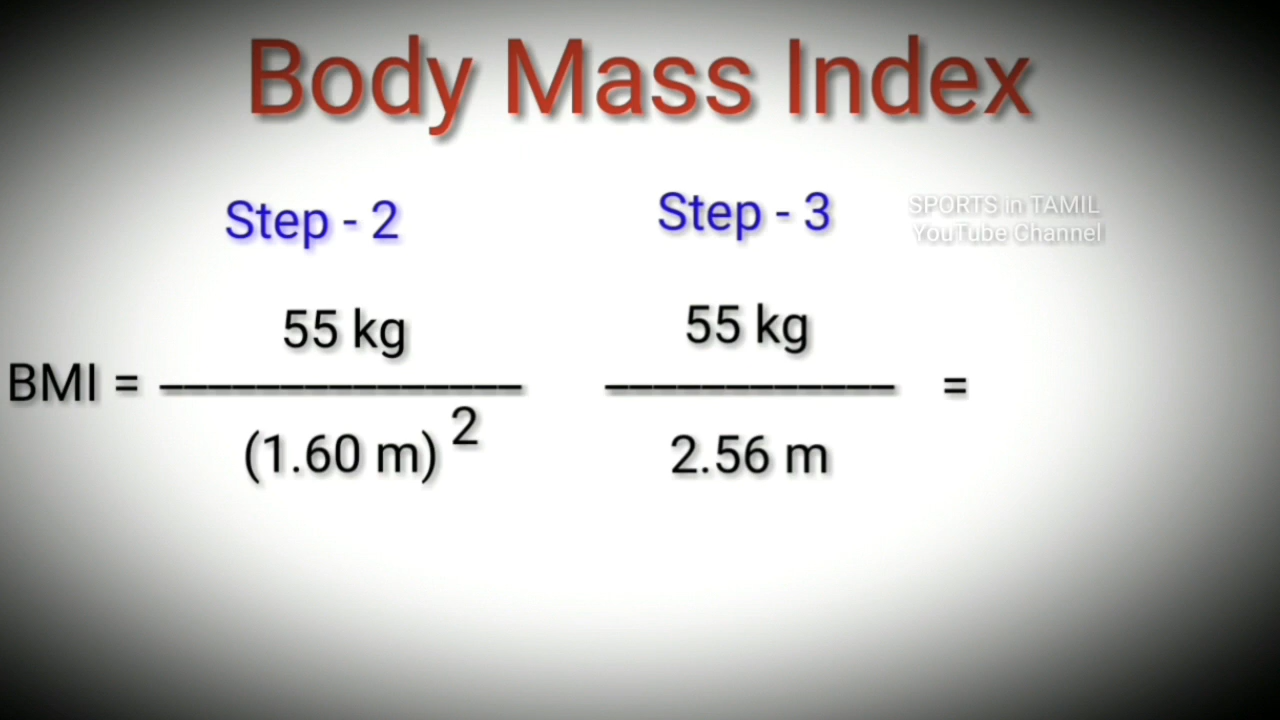 Body Mass Index
Step - 2
Step - 3
SPORTS in TAMIL
YouTube Channel
BMI = 55 kg / (1.60 m)²
55 kg / 2.56 m =